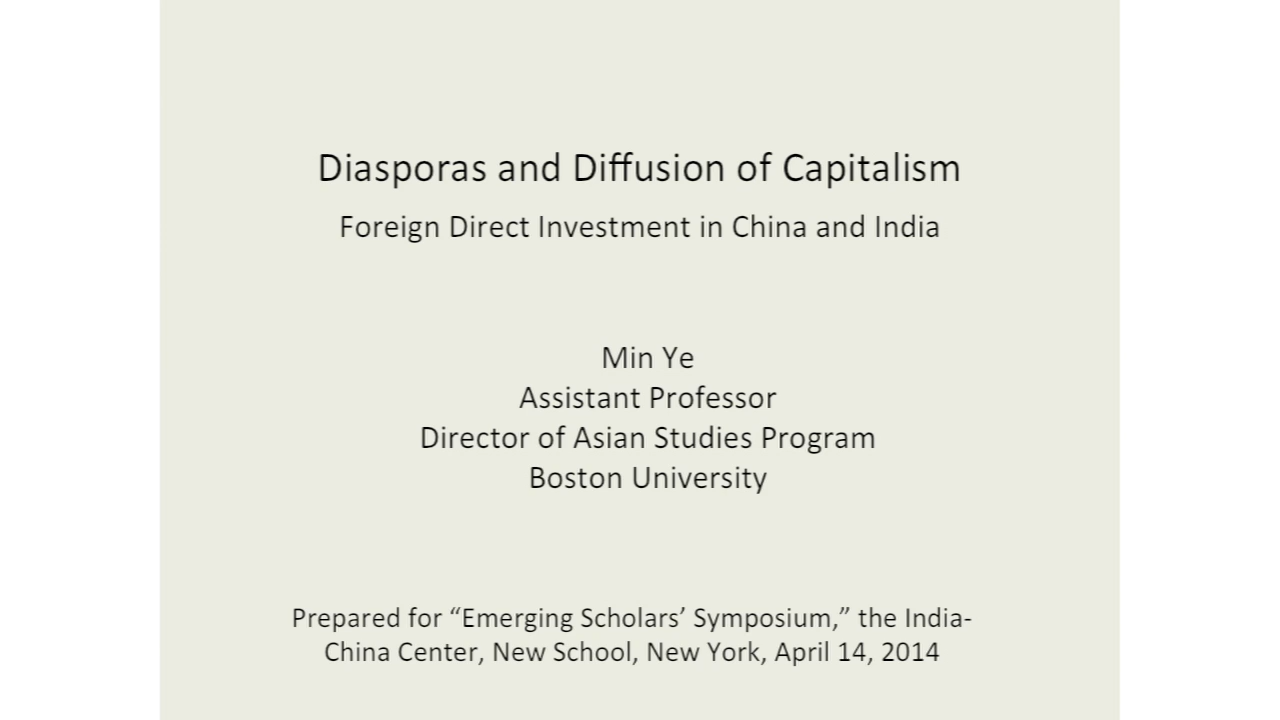 Diasporas and Diffusion of Capitalism
Foreign Direct Investment in China and India
Min Ye
Assistant Professor
Director of Asian Studies Program
Boston University
Prepared for “Emerging Scholars’ Symposium,” the India-
China Center, New School, New York, April 14, 2014